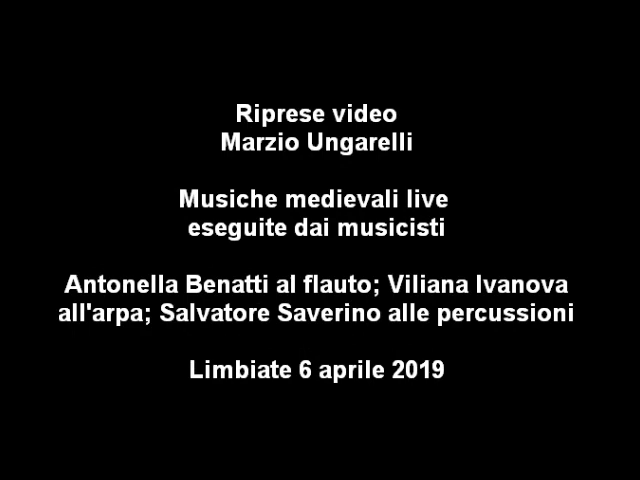 Riprese video
Marzio Ungarelli
Musiche medievali live
eseguite dai musicisti
Antonella Benatti al flauto; Viliana Ivanova
all'arpa; Salvatore Saverino alle percussioni
Limbiate 6 aprile 2019